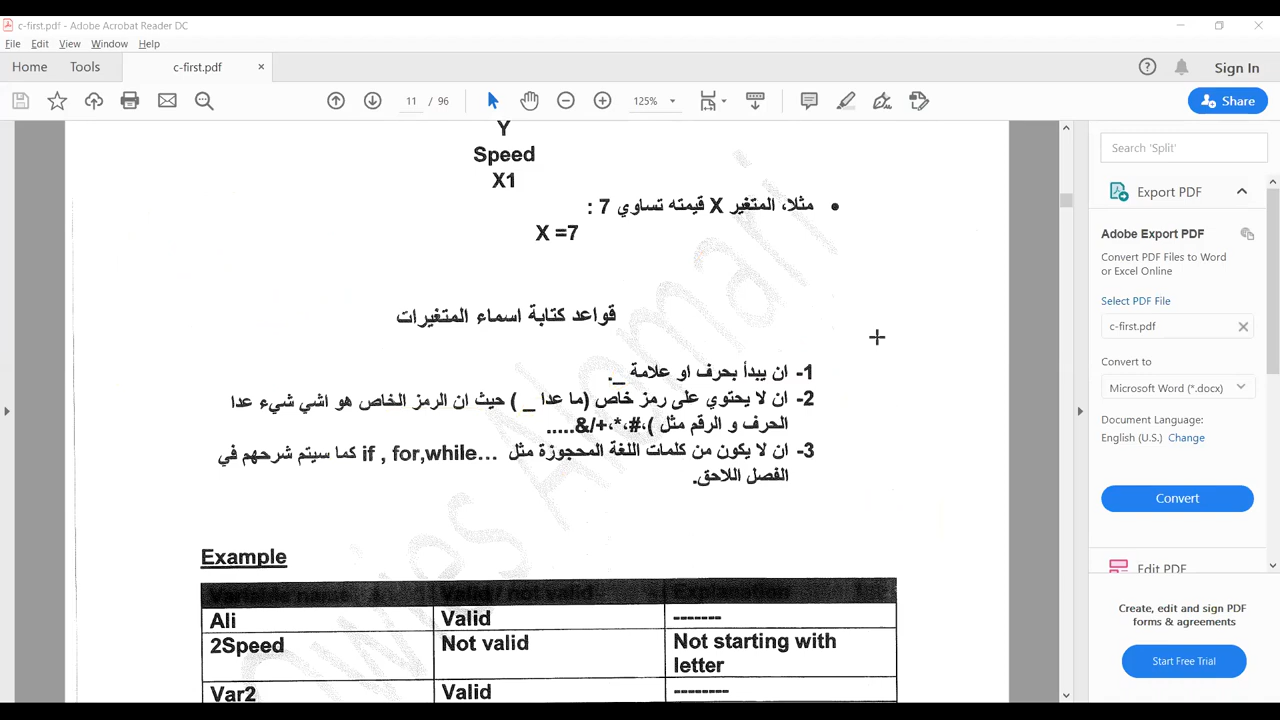 c-first.pdf - Adobe Acrobat Reader DC
File Edit View Window Help
Home Tools c-first.pdf ×
Sign In
11 / 96
125%
Share
Y
Speed
X1
• مثلا، المتغير X قيمته تساوي 7 :
X =7
قواعد كتابة اسماء المتغيرات
1- ان يبدأ بحرف او علامة _.
2- ان لا يحتوي على رمز خاص (ما عدا _ ) حيث ان الرمز الخاص هو اشي شيء عدا
الحرف و الرقم مثل )،#،*،+/&.....
3- ان لا يكون من كلمات اللغة المحجوزة مثل if , for,while... كما سيتم شرحهم في
الفصل اللاحق.
Example
Ali Valid -------
2Speed Not valid Not starting with
letter
Var2 Valid --------
Search 'Split'
Export PDF
Adobe Export PDF
Convert PDF Files to Word
or Excel Online
Select PDF File
c-first.pdf
Convert to
Microsoft Word (*.docx)
Document Language:
English (U.S.) Change
Convert
Edit PDF
Create, edit and sign PDF
forms & agreements
Start Free Trial